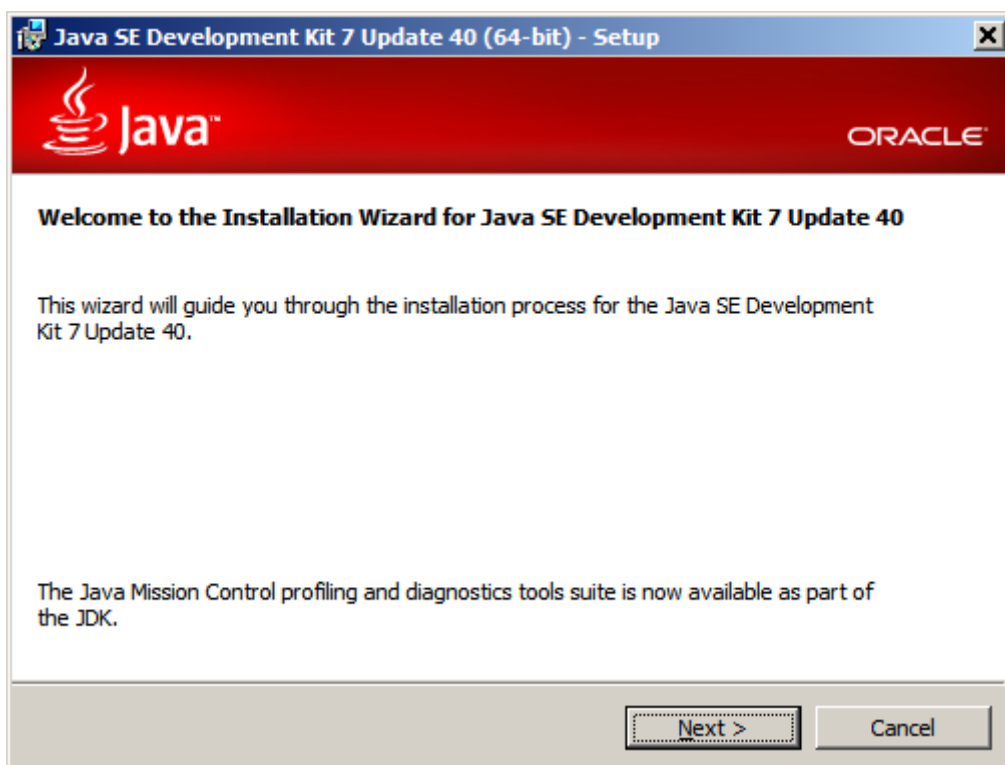 Java SE Development Kit 7 Update 40 (64-bit) - Setup
Java™
ORACLE
Welcome to the Installation Wizard for Java SE Development Kit 7 Update 40
This wizard will guide you through the installation process for the Java SE Development
Kit 7 Update 40.
The Java Mission Control profiling and diagnostics tools suite is now available as part of
the JDK.
Next >
Cancel